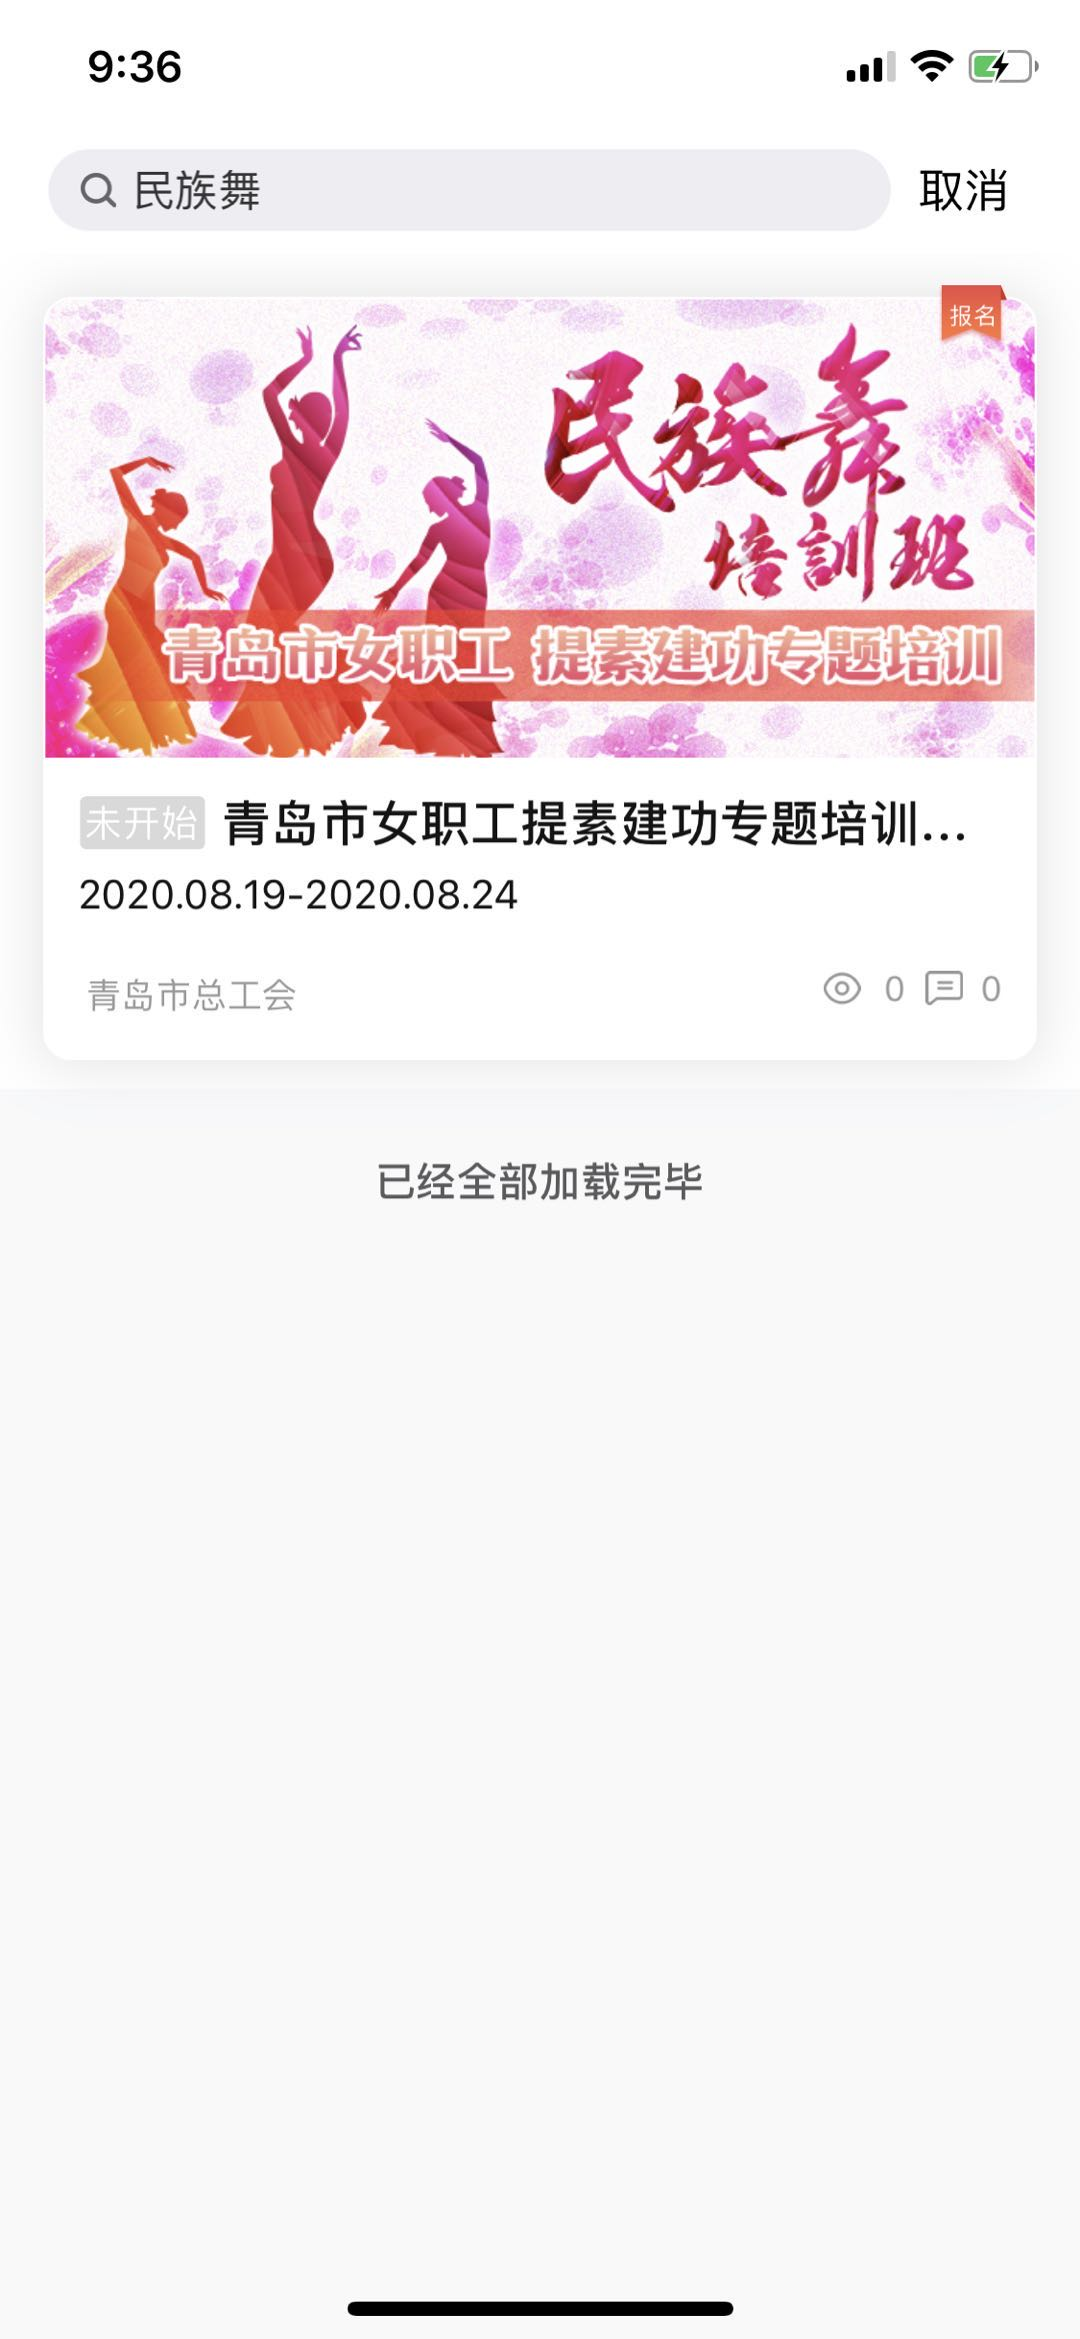 9:36
民族舞
取消
报名
民族舞
培訓班
青岛市女职工 提素建功专题培训
未开始 青岛市女职工提素建功专题培训...
2020.08.19-2020.08.24
青岛市总工会 0 0
已经全部加载完毕